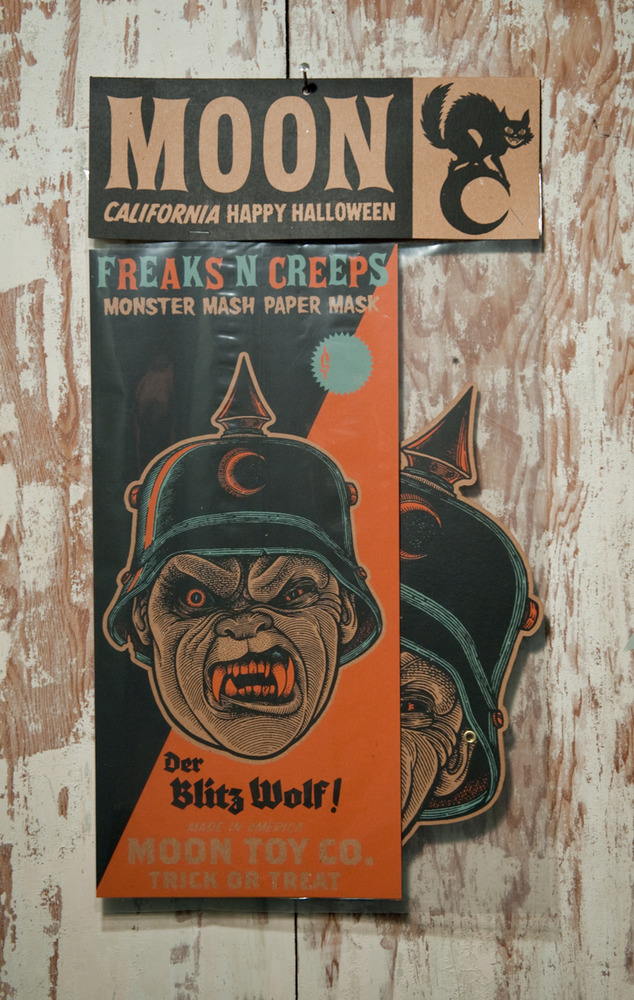 MOON
CALIFORNIA HAPPY HALLOWEEN
FREAKS N CREEPS
MONSTER MASH PAPER MASK
Der
Blitz Wolf!
MADE IN AMERICA
MOON TOY CO.
TRICK OR TREAT